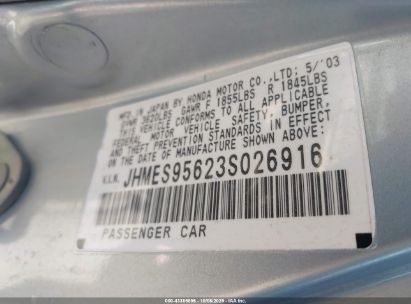 MFD. IN JAPAN BY HONDA MOTOR CO., LTD: 5/'03
GVWR 3620LBS GAWR F 1855LBS R 1845LBS
THIS VEHICLE CONFORMS TO ALL APPLICABLE
FEDERAL MOTOR VEHICLE SAFETY, BUMPER,
AND THEFT PREVENTION STANDARDS IN EFFECT
ON THE DATE OF MANUFACTURE SHOWN ABOVE.
V.I.N. JHMES95623S026916
PASSENGER CAR